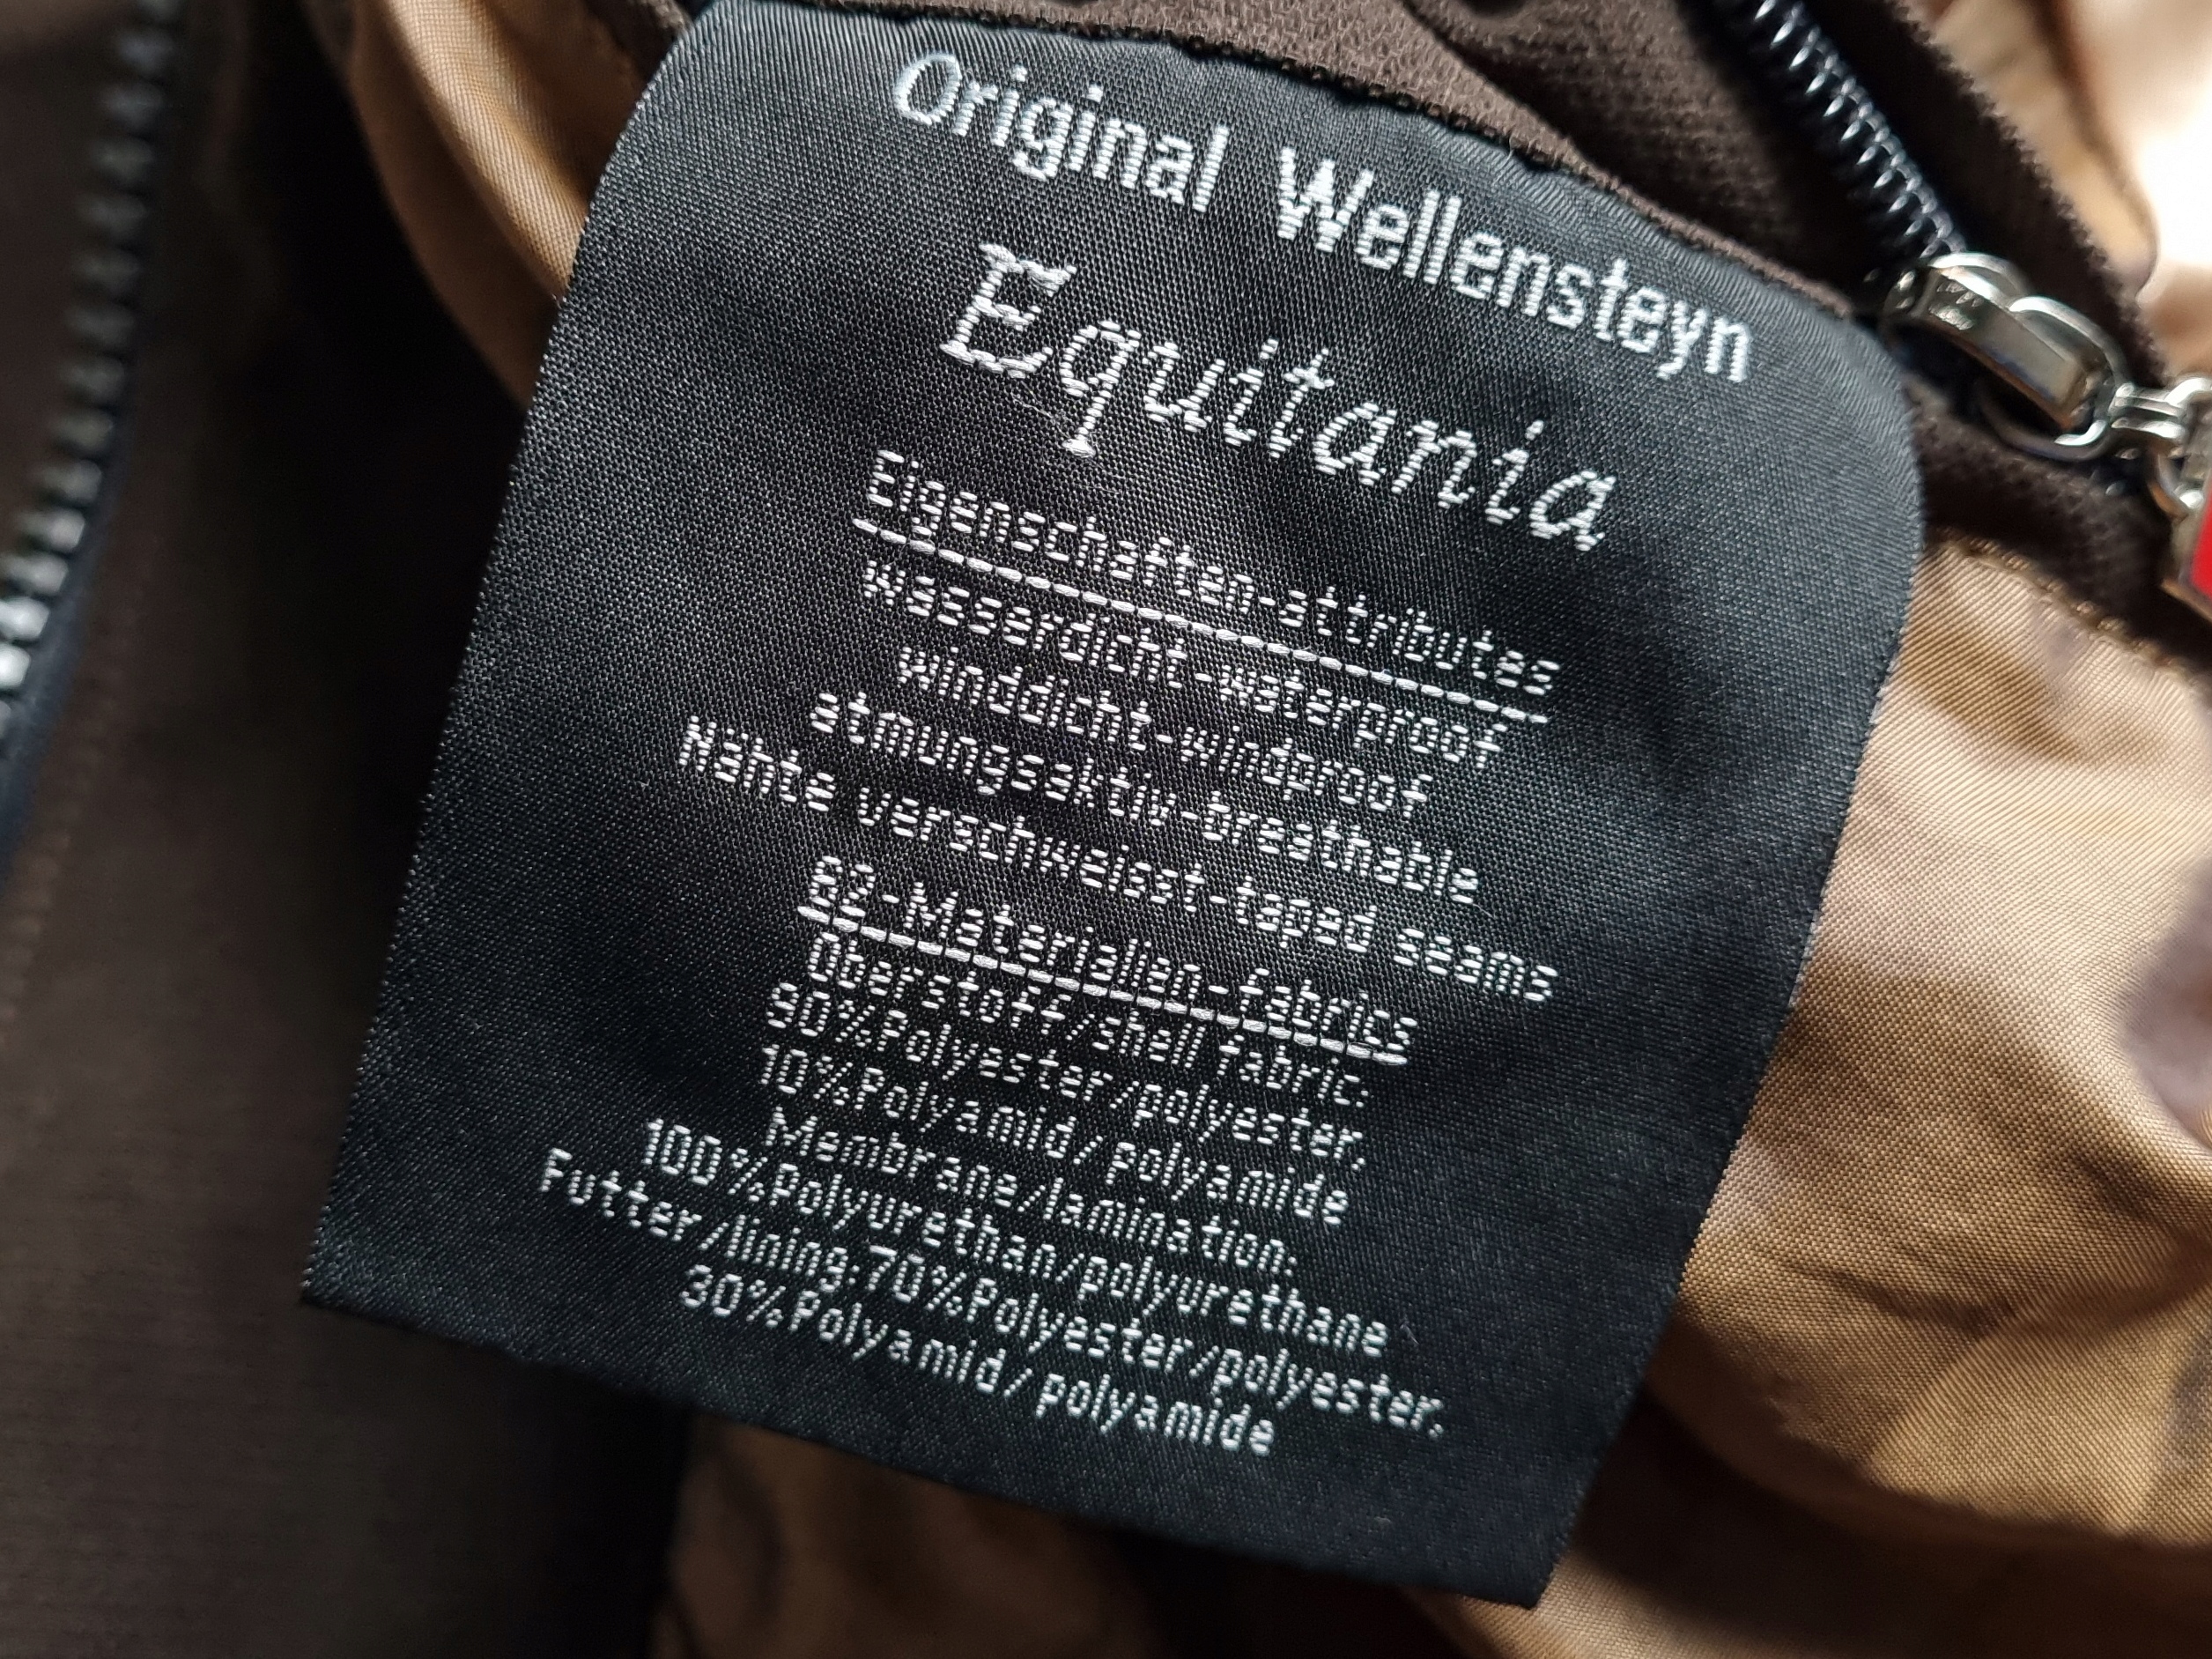 Original Wellensteyn
Equitania
Eigenschaften-attributes
Wasserdicht-waterproof
winddicht-windproof
atmungsaktiv-breathable
Nähte verschweisst-taped seams
62-Materialien-fabrics
Oberstoff/shell fabric:
90%Polyester/polyester,
10%Polyamid/polyamide
Membrane/lamination:
100%Polyurethan/polyurethane
Futter/lining:70%Polyester/polyester,
30%Polyamid/polyamide